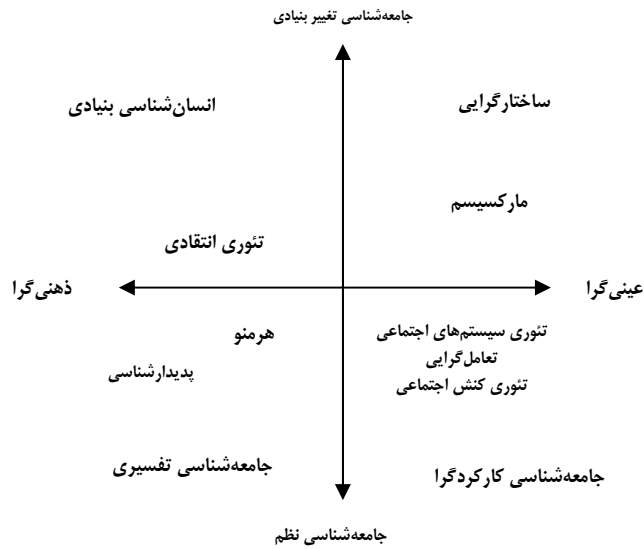 جامعه‌شناسی تغییر بنیادی
ساختارگرایی
انسان‌شناسی بنیادی
مارکسیسم
تئوری انتقادی
عینی‌گرا
ذهنی‌گرا
تئوری سیستم‌های اجتماعی
تعامل‌گرایی
تئوری کنش اجتماعی
هرمنو
پدیدارشناسی
جامعه‌شناسی کارکردگرا
جامعه‌شناسی تفسیری
جامعه‌شناسی نظم